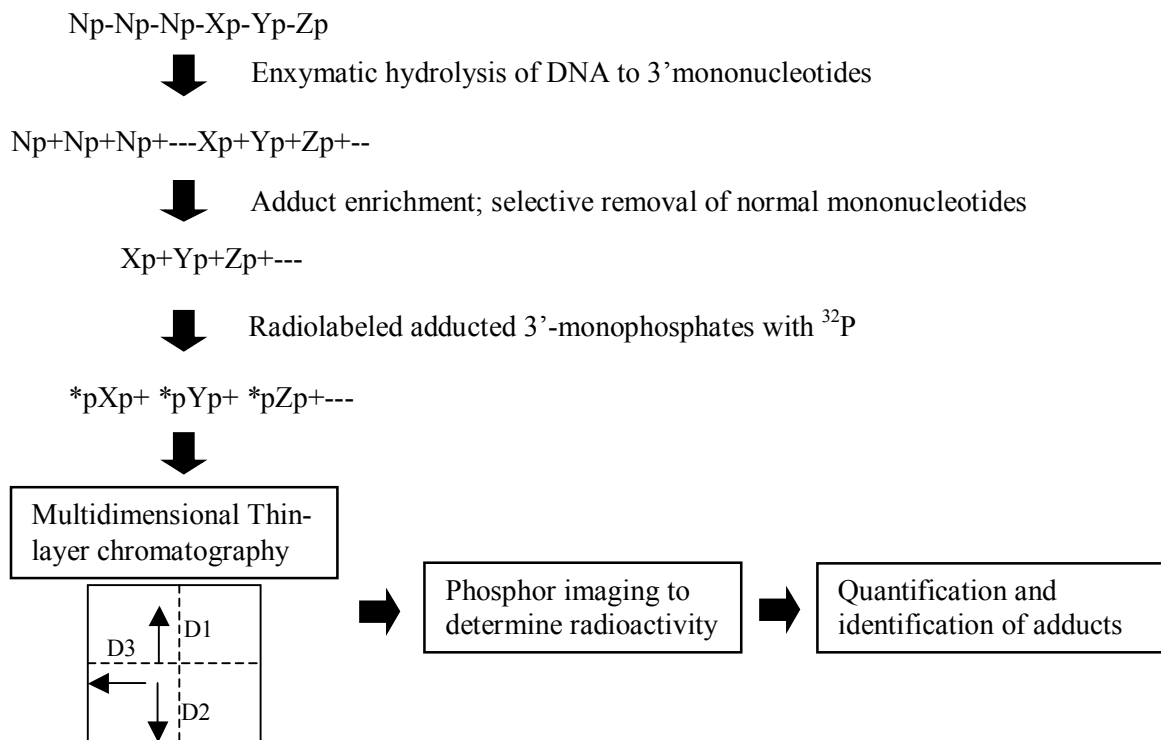 Np-Np-Np-Xp-Yp-Zp
Enxymatic hydrolysis of DNA to 3’mononucleotides
Np+Np+Np+---Xp+Yp+Zp+--
Adduct enrichment; selective removal of normal mononucleotides
Xp+Yp+Zp+---
Radiolabeled adducted 3’-monophosphates with ³²P
*pXp+ *pYp+ *pZp+---
Multidimensional Thin-
layer chromatography
D1
D3
D2
Phosphor imaging to
determine radioactivity
Quantification and
identification of adducts